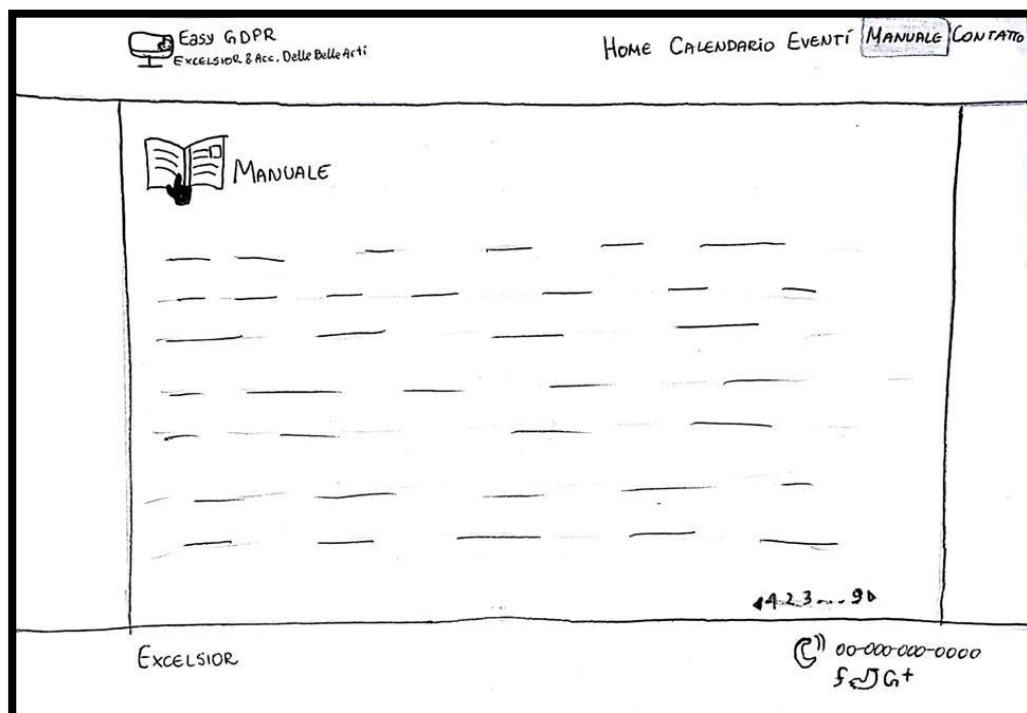 Easy GDPR
EXCELSIOR & Acc. Delle Belle Arti
HOME CALENDARIO EVENTI MANUALE CONTATTO
MANUALE
1 2 3 ... 9
EXCELSIOR
00-000-000-0000
f G+